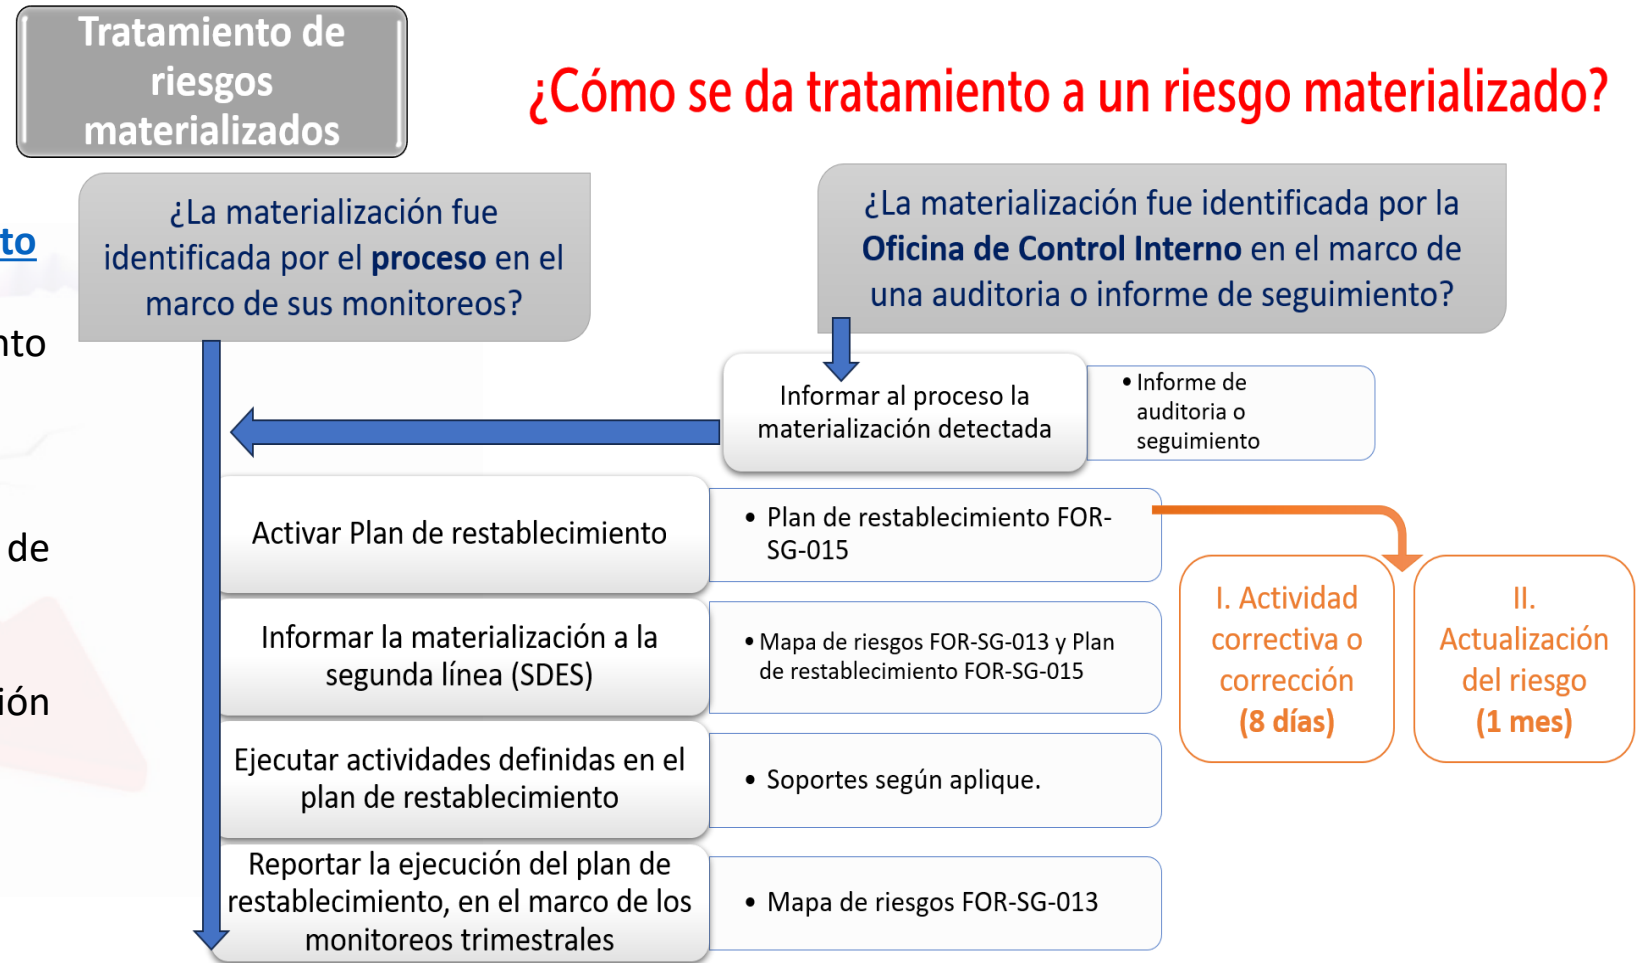 Tratamiento de
riesgos
materializados
¿Cómo se da tratamiento a un riesgo materializado?
¿La materialización fue
identificada por el proceso en el
marco de sus monitoreos?
¿La materialización fue identificada por la
Oficina de Control Interno en el marco de
una auditoria o informe de seguimiento?
to
nto
de
ión
Informar al proceso la
materialización detectada
• Informe de
auditoria o
seguimiento
Activar Plan de restablecimiento
• Plan de restablecimiento FOR-
SG-015
I. Actividad
correctiva o
corrección
(8 días)
II.
Actualización
del riesgo
(1 mes)
Informar la materialización a la
segunda línea (SDES)
• Mapa de riesgos FOR-SG-013 y Plan
de restablecimiento FOR-SG-015
Ejecutar actividades definidas en el
plan de restablecimiento
• Soportes según aplique.
Reportar la ejecución del plan de
restablecimiento, en el marco de los
monitoreos trimestrales
• Mapa de riesgos FOR-SG-013